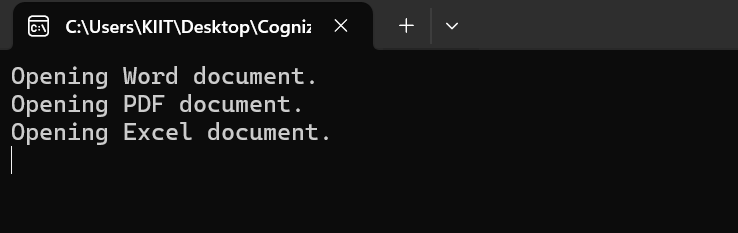 C:\Users\KIIT\Desktop\Cogniz
Opening Word document.
Opening PDF document.
Opening Excel document.